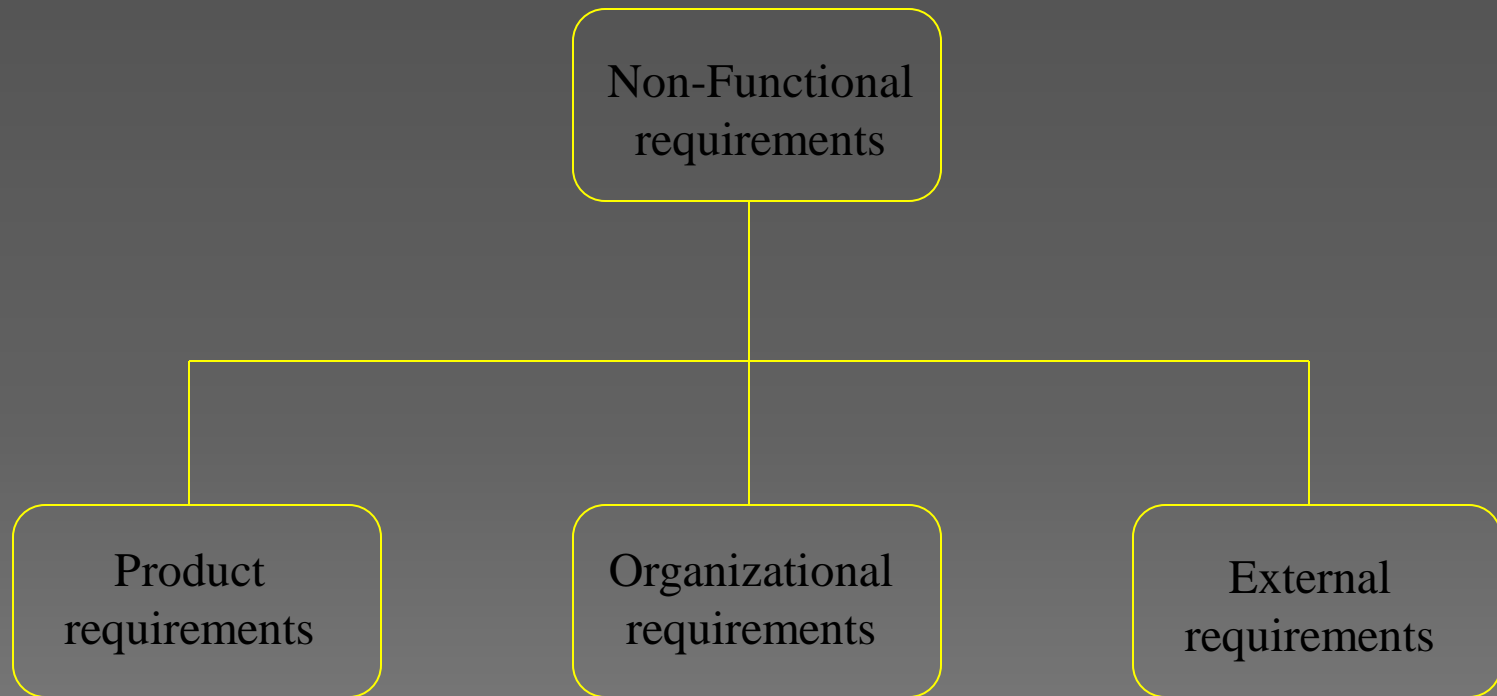 Non-Functional
requirements
Product
requirements
Organizational
requirements
External
requirements